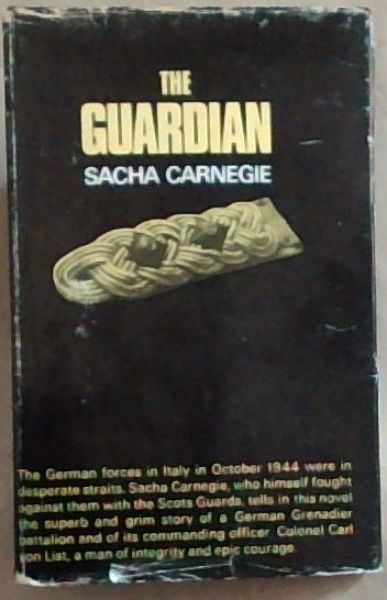 THE
GUARDIAN
SACHA CARNEGIE
The German forces in Italy in October 1944 were in
desperate straits. Sacha Carnegie, who himself fought
against them with the Scots Guards, tells in this novel
the superb and grim story of a German Grenadier
battalion and of its commanding officer Colonel Carl
von List, a man of integrity and epic courage.